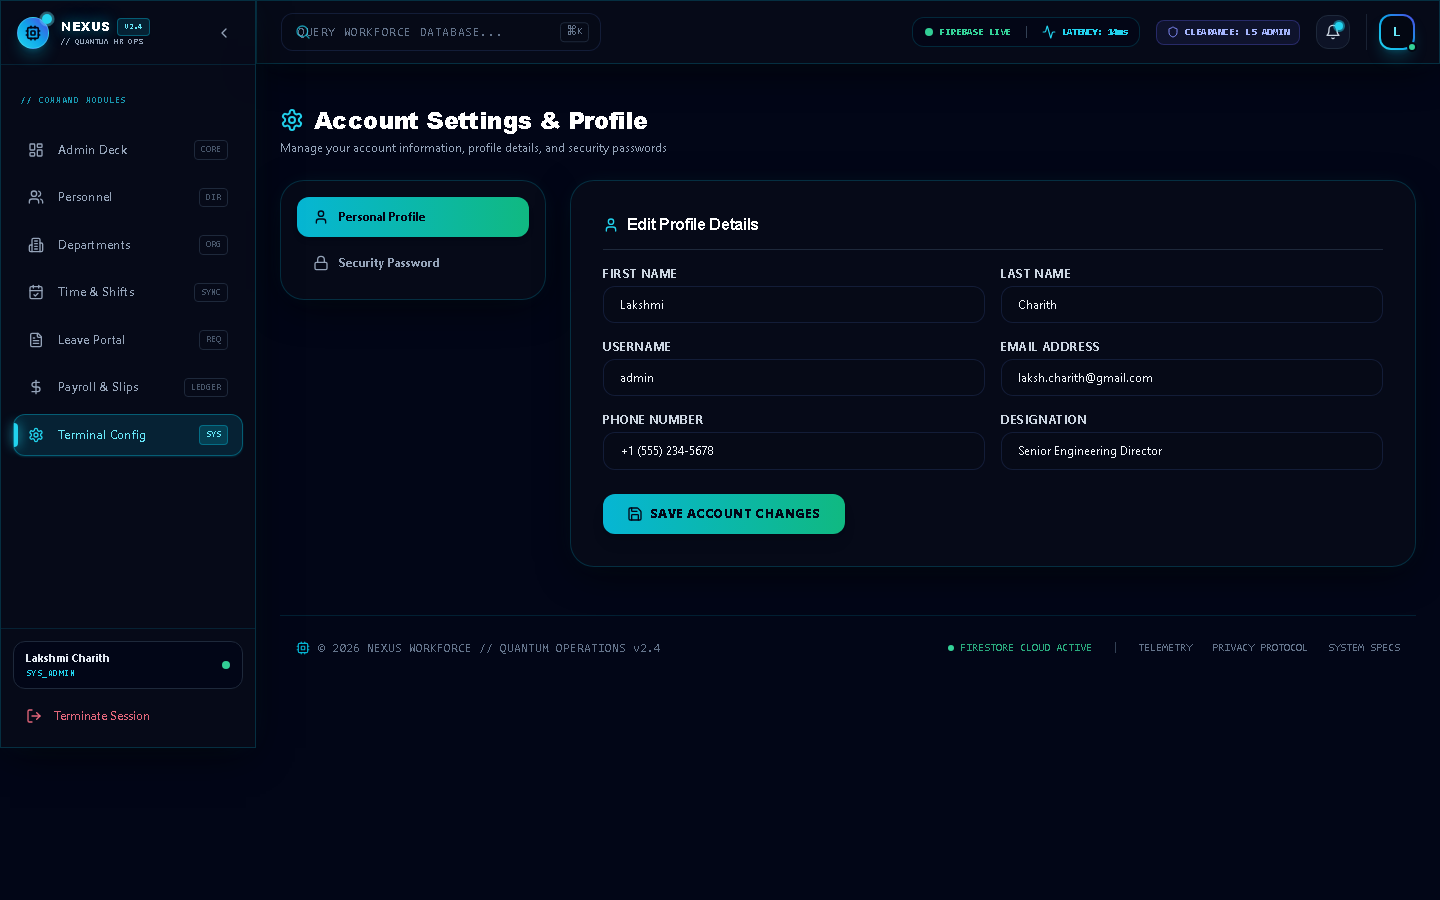 NEXUS V2.4
// QUANTUM HR OPS
QUERY WORKFORCE DATABASE... ⌘K
FIREBASE LIVE | LATENCY: 14ms
CLEARANCE: L5 ADMIN
L
// COMMAND MODULES
Admin Deck CORE
Personnel DIR
Departments ORG
Time & Shifts SYNC
Leave Portal REQ
Payroll & Slips LEDGER
Terminal Config SYS
Lakshmi Charith
SYS_ADMIN
Terminate Session
Account Settings & Profile
Manage your account information, profile details, and security passwords
Personal Profile
Security Password
Edit Profile Details
FIRST NAME
Lakshmi
LAST NAME
Charith
USERNAME
admin
EMAIL ADDRESS
laksh.charith@gmail.com
PHONE NUMBER
+1 (555) 234-5678
DESIGNATION
Senior Engineering Director
SAVE ACCOUNT CHANGES
© 2026 NEXUS WORKFORCE // QUANTUM OPERATIONS v2.4
FIRESTORE CLOUD ACTIVE | TELEMETRY PRIVACY PROTOCOL SYSTEM SPECS